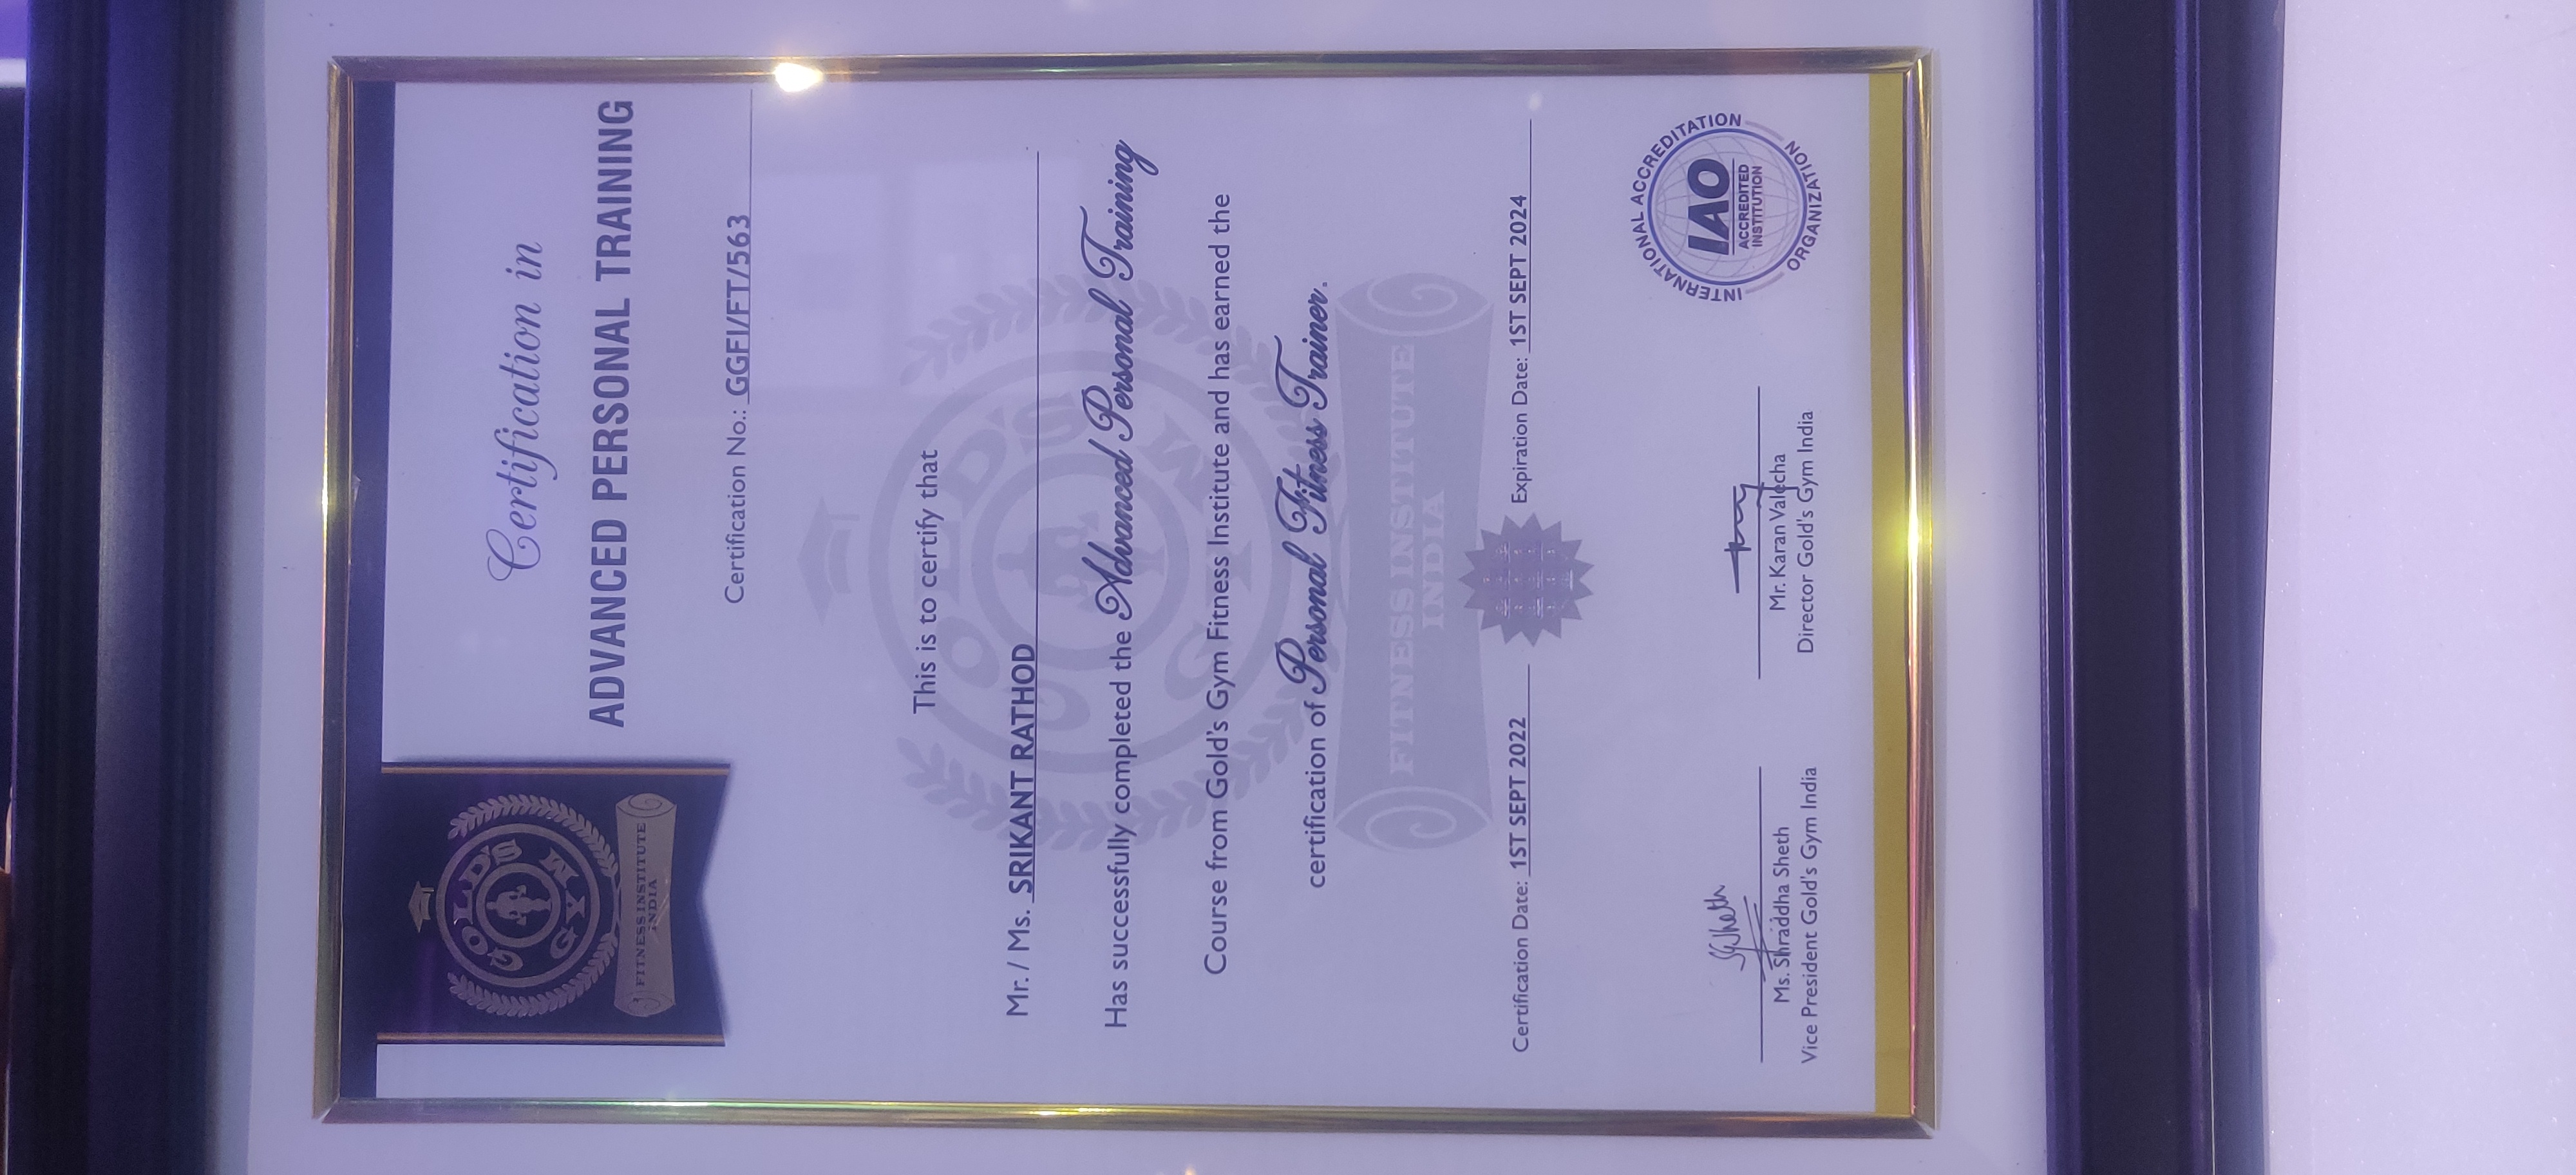 GOLD'S
GYM
FITNESS INSTITUTE
INDIA
Certification in
ADVANCED PERSONAL TRAINING
Certification No.: GGFI/FT/563
This is to certify that
Mr. / Ms. SRIKANT RATHOD
Has successfully completed the Advanced Personal Training
Course from Gold's Gym Fitness Institute and has earned the
certification of Personal Fitness Trainer.
GOLD'S
GYM
FITNESS INSTITUTE
INDIA
Certification Date: 1ST SEPT 2022
Expiration Date: 1ST SEPT 2024
SgSheth
Ms. Shraddha Sheth
Vice President Gold's Gym India
Mr. Karan Valecha
Director Gold's Gym India
INTERNATIONAL ACCREDITATION
IAO
ACCREDITED
INSTITUTION
ORGANIZATION